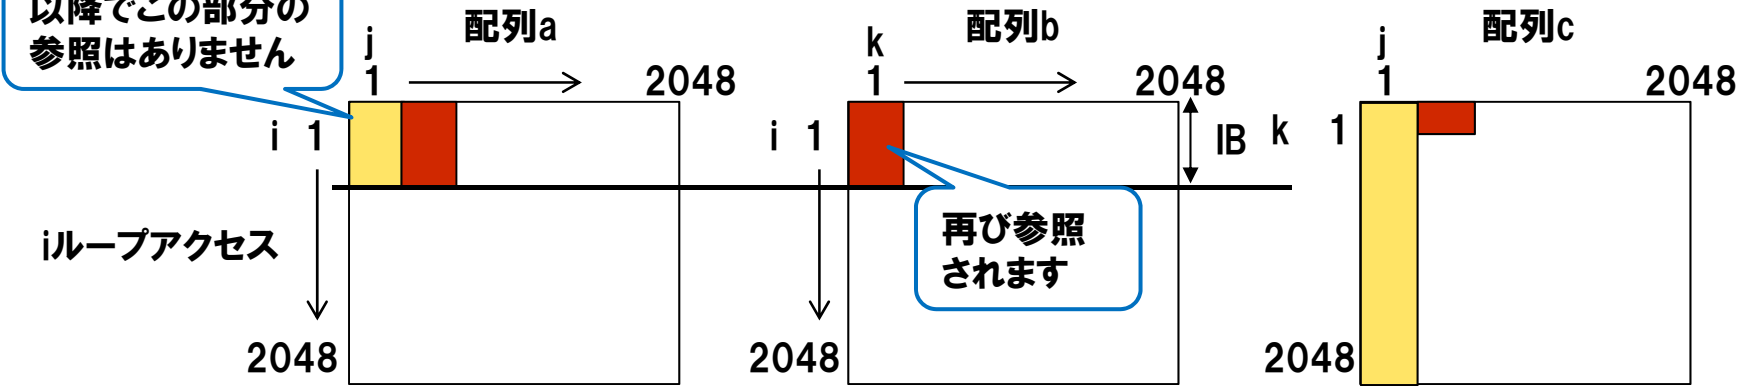 以降でこの部分の
参照はありません
配列a
j
1
2048
i 1
iループアクセス
2048
配列b
k
1
2048
i 1
IB
再び参照
されます
2048
配列c
j
1
2048
k 1
2048